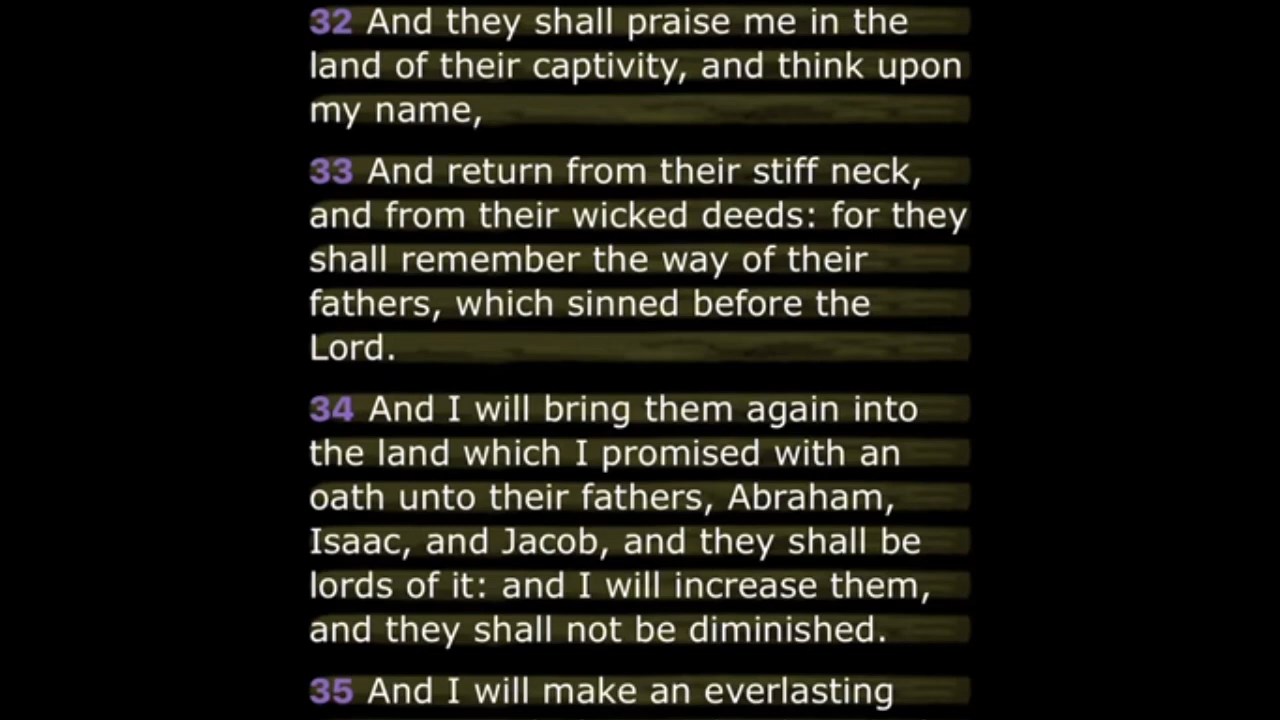 32 And they shall praise me in the
land of their captivity, and think upon
my name,
33 And return from their stiff neck,
and from their wicked deeds: for they
shall remember the way of their
fathers, which sinned before the
Lord.
34 And I will bring them again into
the land which I promised with an
oath unto their fathers, Abraham,
Isaac, and Jacob, and they shall be
lords of it: and I will increase them,
and they shall not be diminished.
35 And I will make an everlasting